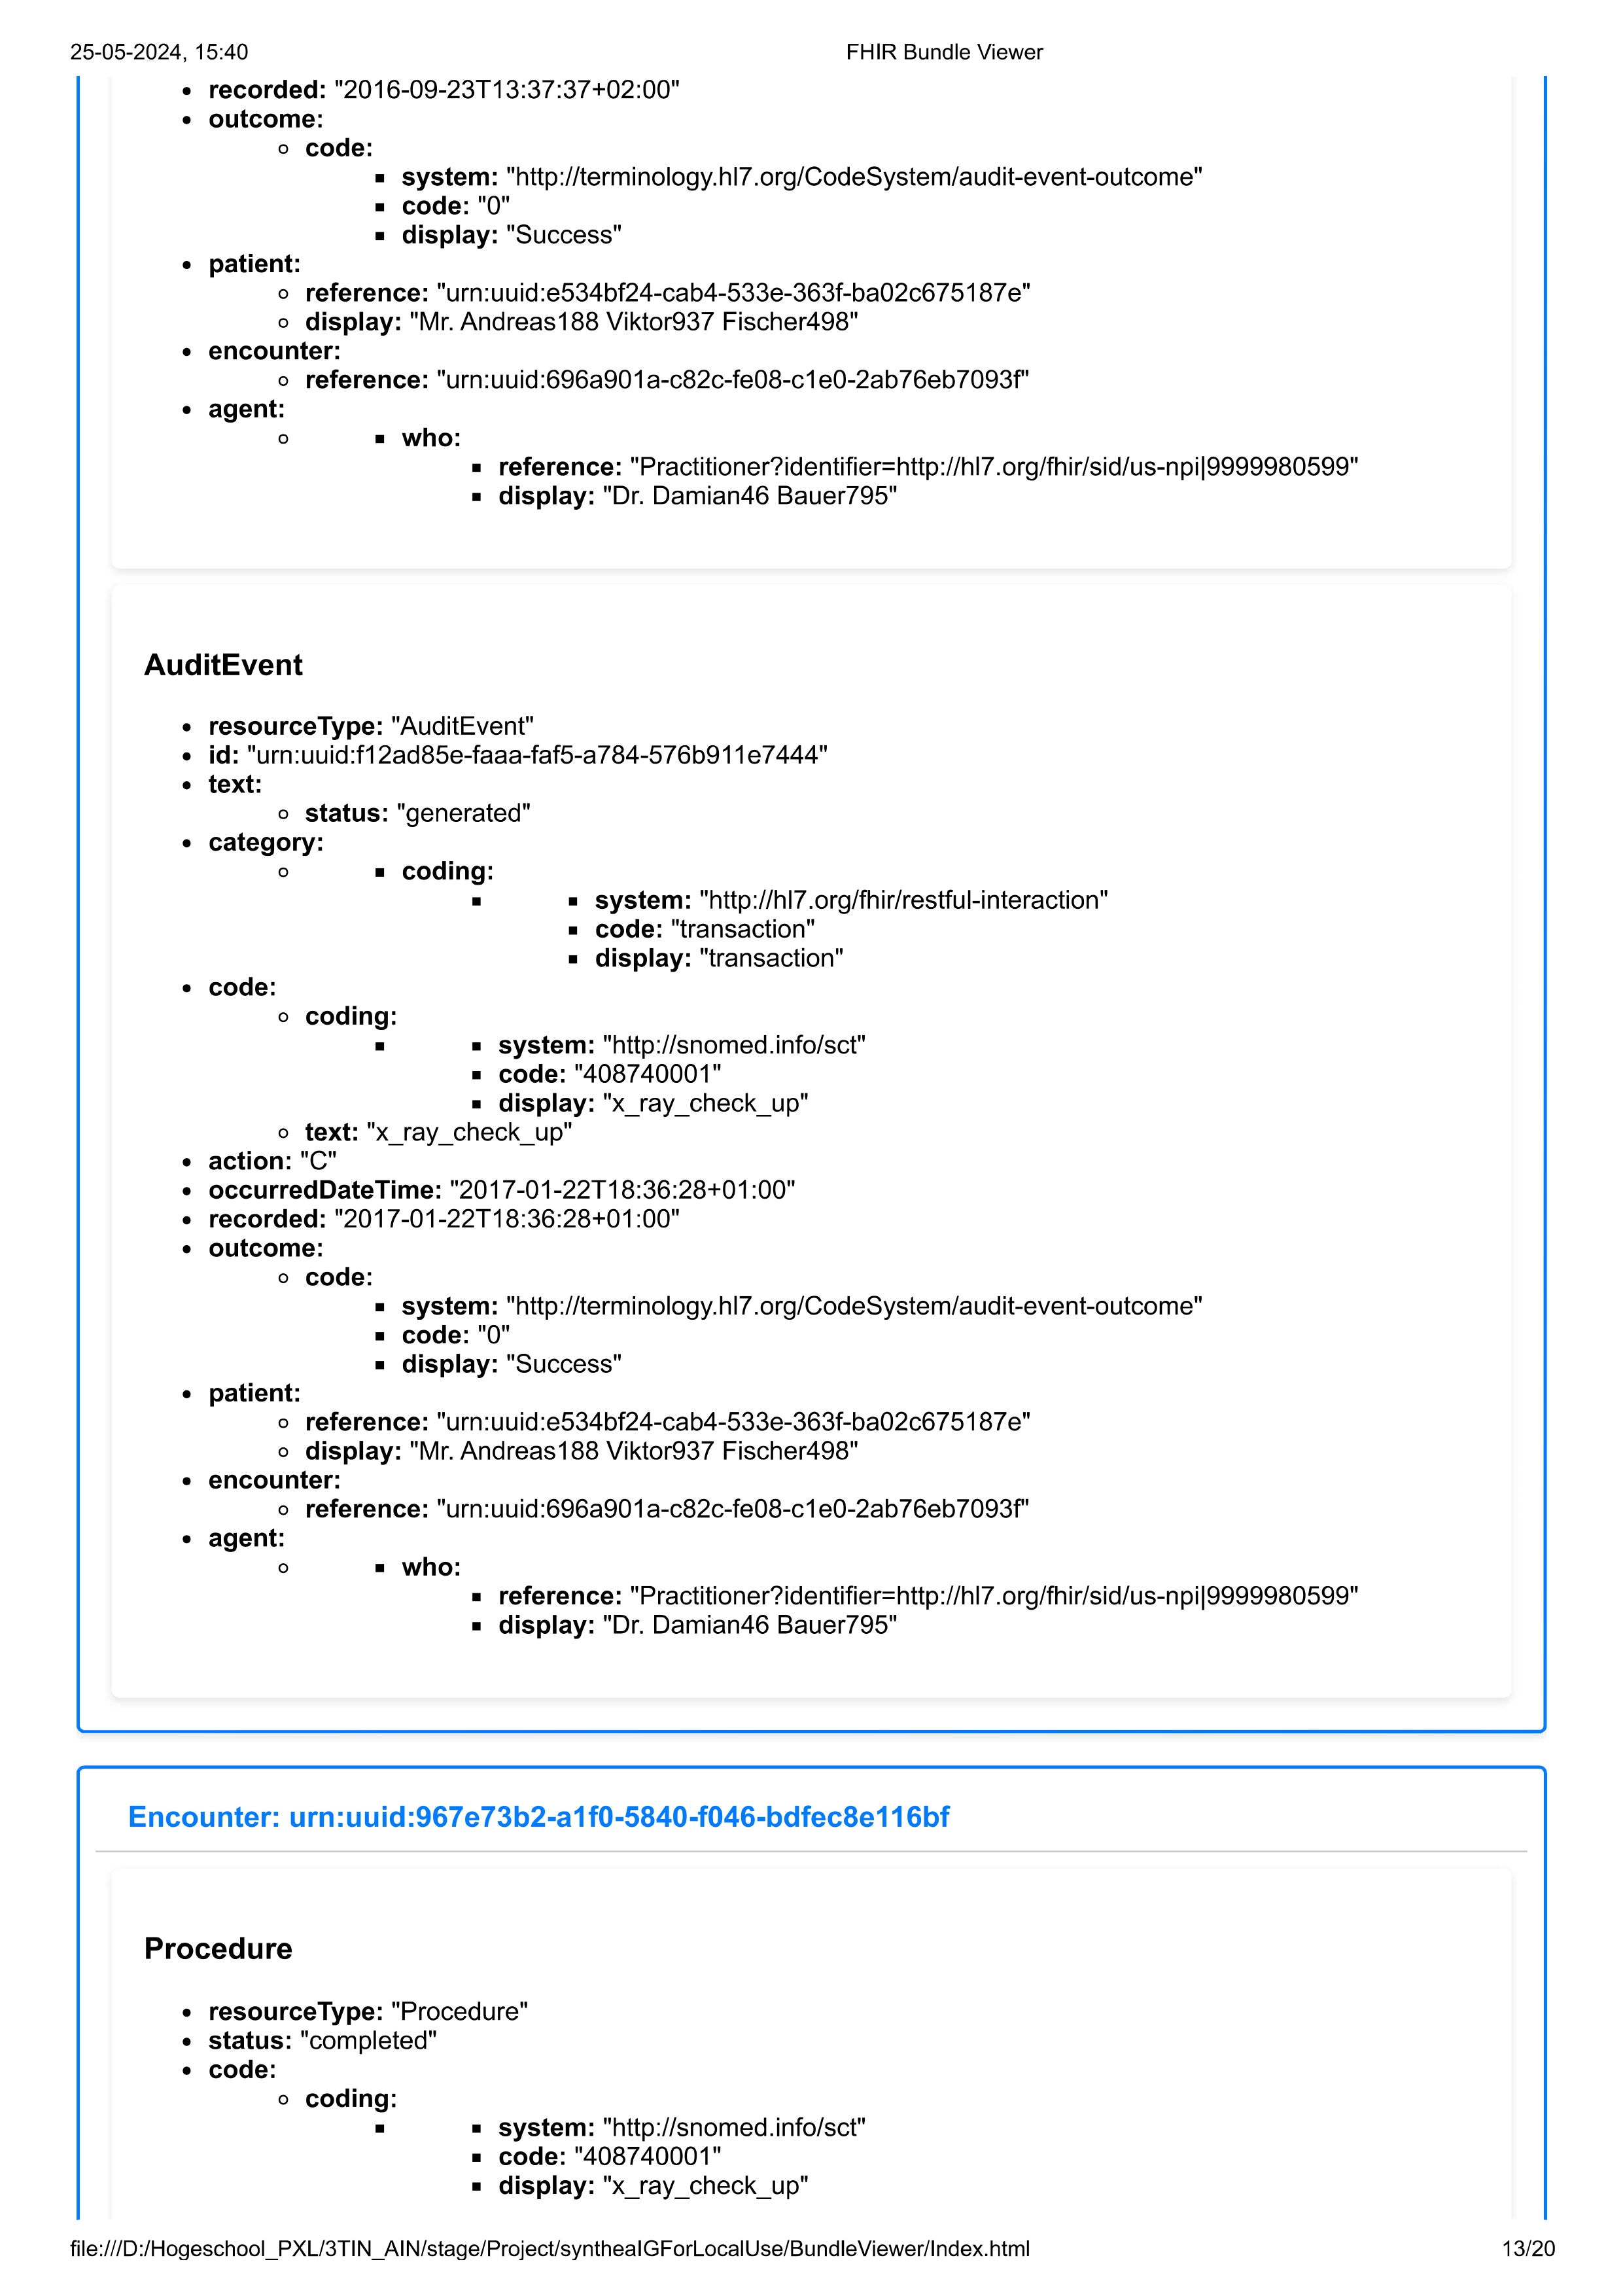 25-05-2024, 15:40 FHIR Bundle Viewer
recorded: "2016-09-23T13:37:37+02:00"
outcome:
code:
system: "http://terminology.hl7.org/CodeSystem/audit-event-outcome"
code: "0"
display: "Success"
patient:
reference: "urn:uuid:e534bf24-cab4-533e-363f-ba02c675187e"
display: "Mr. Andreas188 Viktor937 Fischer498"
encounter:
reference: "urn:uuid:696a901a-c82c-fe08-c1e0-2ab76eb7093f"
agent:
who:
reference: "Practitioner?identifier=http://hl7.org/fhir/sid/us-npi|9999980599"
display: "Dr. Damian46 Bauer795"
AuditEvent
resourceType: "AuditEvent"
id: "urn:uuid:f12ad85e-faaa-faf5-a784-576b911e7444"
text:
status: "generated"
category:
coding:
system: "http://hl7.org/fhir/restful-interaction"
code: "transaction"
display: "transaction"
code:
coding:
system: "http://snomed.info/sct"
code: "408740001"
display: "x_ray_check_up"
text: "x_ray_check_up"
action: "C"
occurredDateTime: "2017-01-22T18:36:28+01:00"
recorded: "2017-01-22T18:36:28+01:00"
outcome:
code:
system: "http://terminology.hl7.org/CodeSystem/audit-event-outcome"
code: "0"
display: "Success"
patient:
reference: "urn:uuid:e534bf24-cab4-533e-363f-ba02c675187e"
display: "Mr. Andreas188 Viktor937 Fischer498"
encounter:
reference: "urn:uuid:696a901a-c82c-fe08-c1e0-2ab76eb7093f"
agent:
who:
reference: "Practitioner?identifier=http://hl7.org/fhir/sid/us-npi|9999980599"
display: "Dr. Damian46 Bauer795"
Encounter: urn:uuid:967e73b2-a1f0-5840-f046-bdfec8e116bf
Procedure
resourceType: "Procedure"
status: "completed"
code:
coding:
system: "http://snomed.info/sct"
code: "408740001"
display: "x_ray_check_up"
file:///D:/Hogeschool_PXL/3TIN_AIN/stage/Project/syntheaIGForLocalUse/BundleViewer/Index.html 13/20